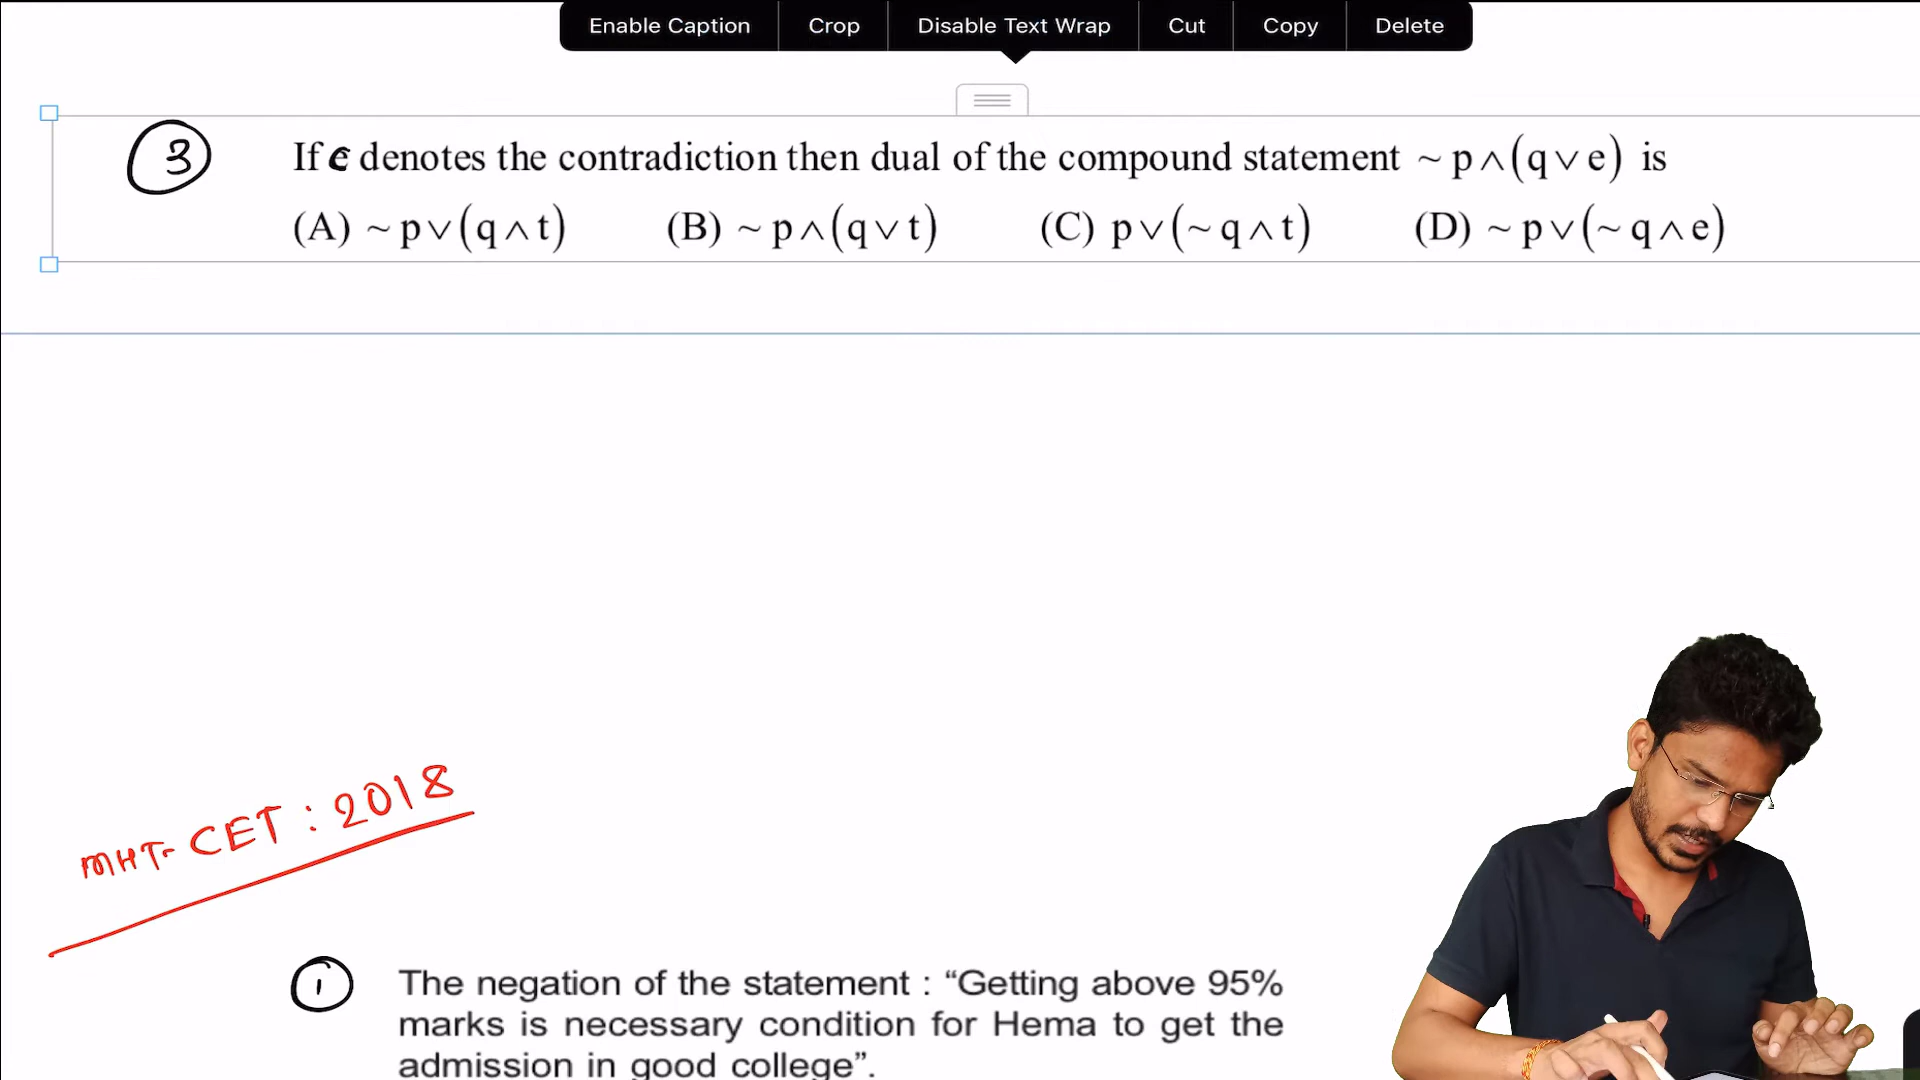 Enable Caption Crop Disable Text Wrap Cut Copy Delete
3 If c denotes the contradiction then dual of the compound statement ~ p ∧ (q ∨ e) is
(A) ~ p ∨ (q ∧ t) (B) ~ p ∧ (q ∨ t) (C) p ∨ (~ q ∧ t) (D) ~ p ∨ (~ q ∧ e)
MHT- CET : 2018
1 The negation of the statement : “Getting above 95%
marks is necessary condition for Hema to get the
admission in good college”.